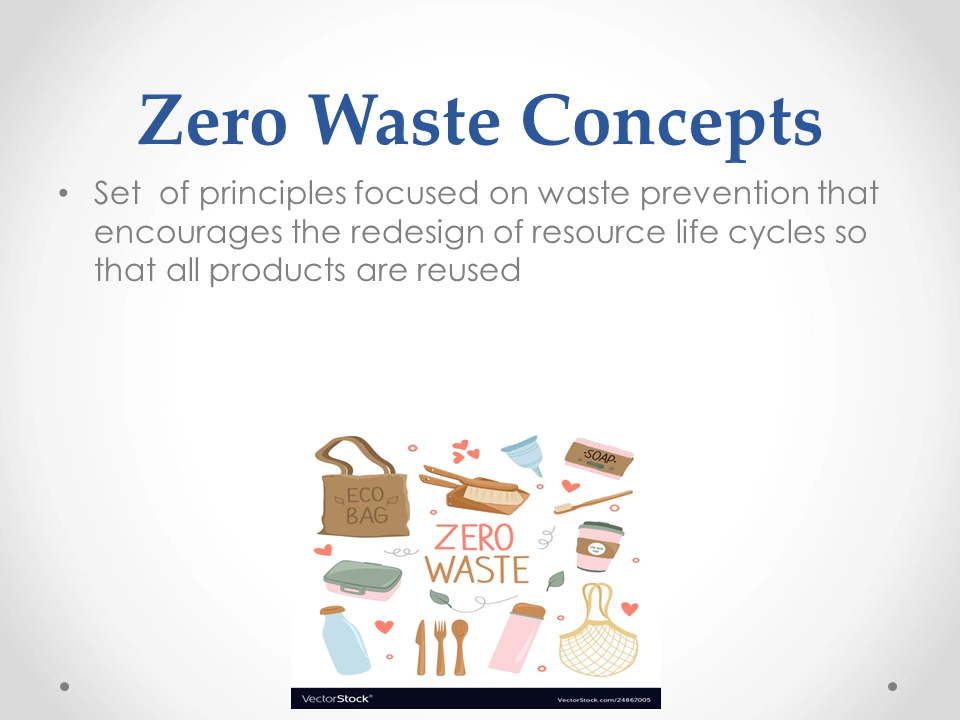 Zero Waste Concepts
• Set  of principles focused on waste prevention that
encourages the redesign of resource life cycles so
that all products are reused
ECO
BAG
SOAP
ZERO
WASTE
VectorStock®
VectorStock.com/24867005